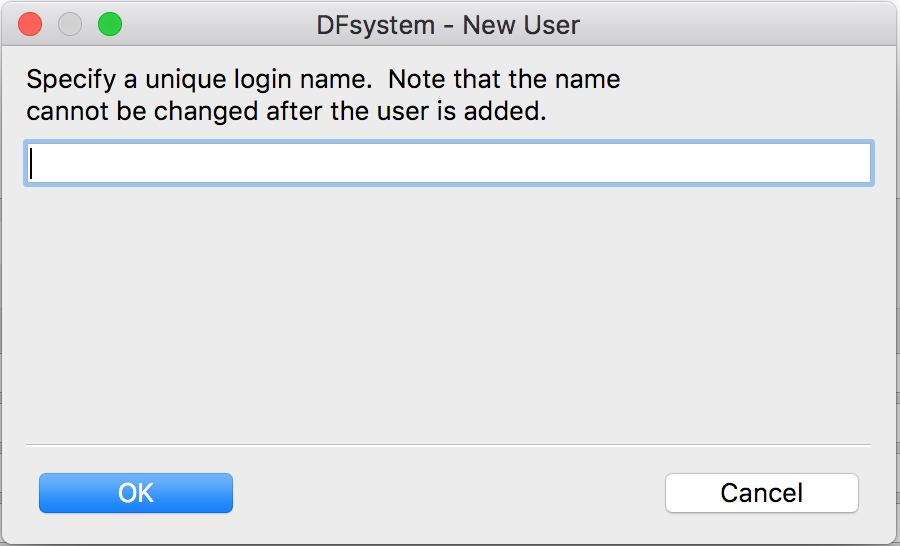 DFsystem - New User
Specify a unique login name.  Note that the name
cannot be changed after the user is added.
OK
Cancel